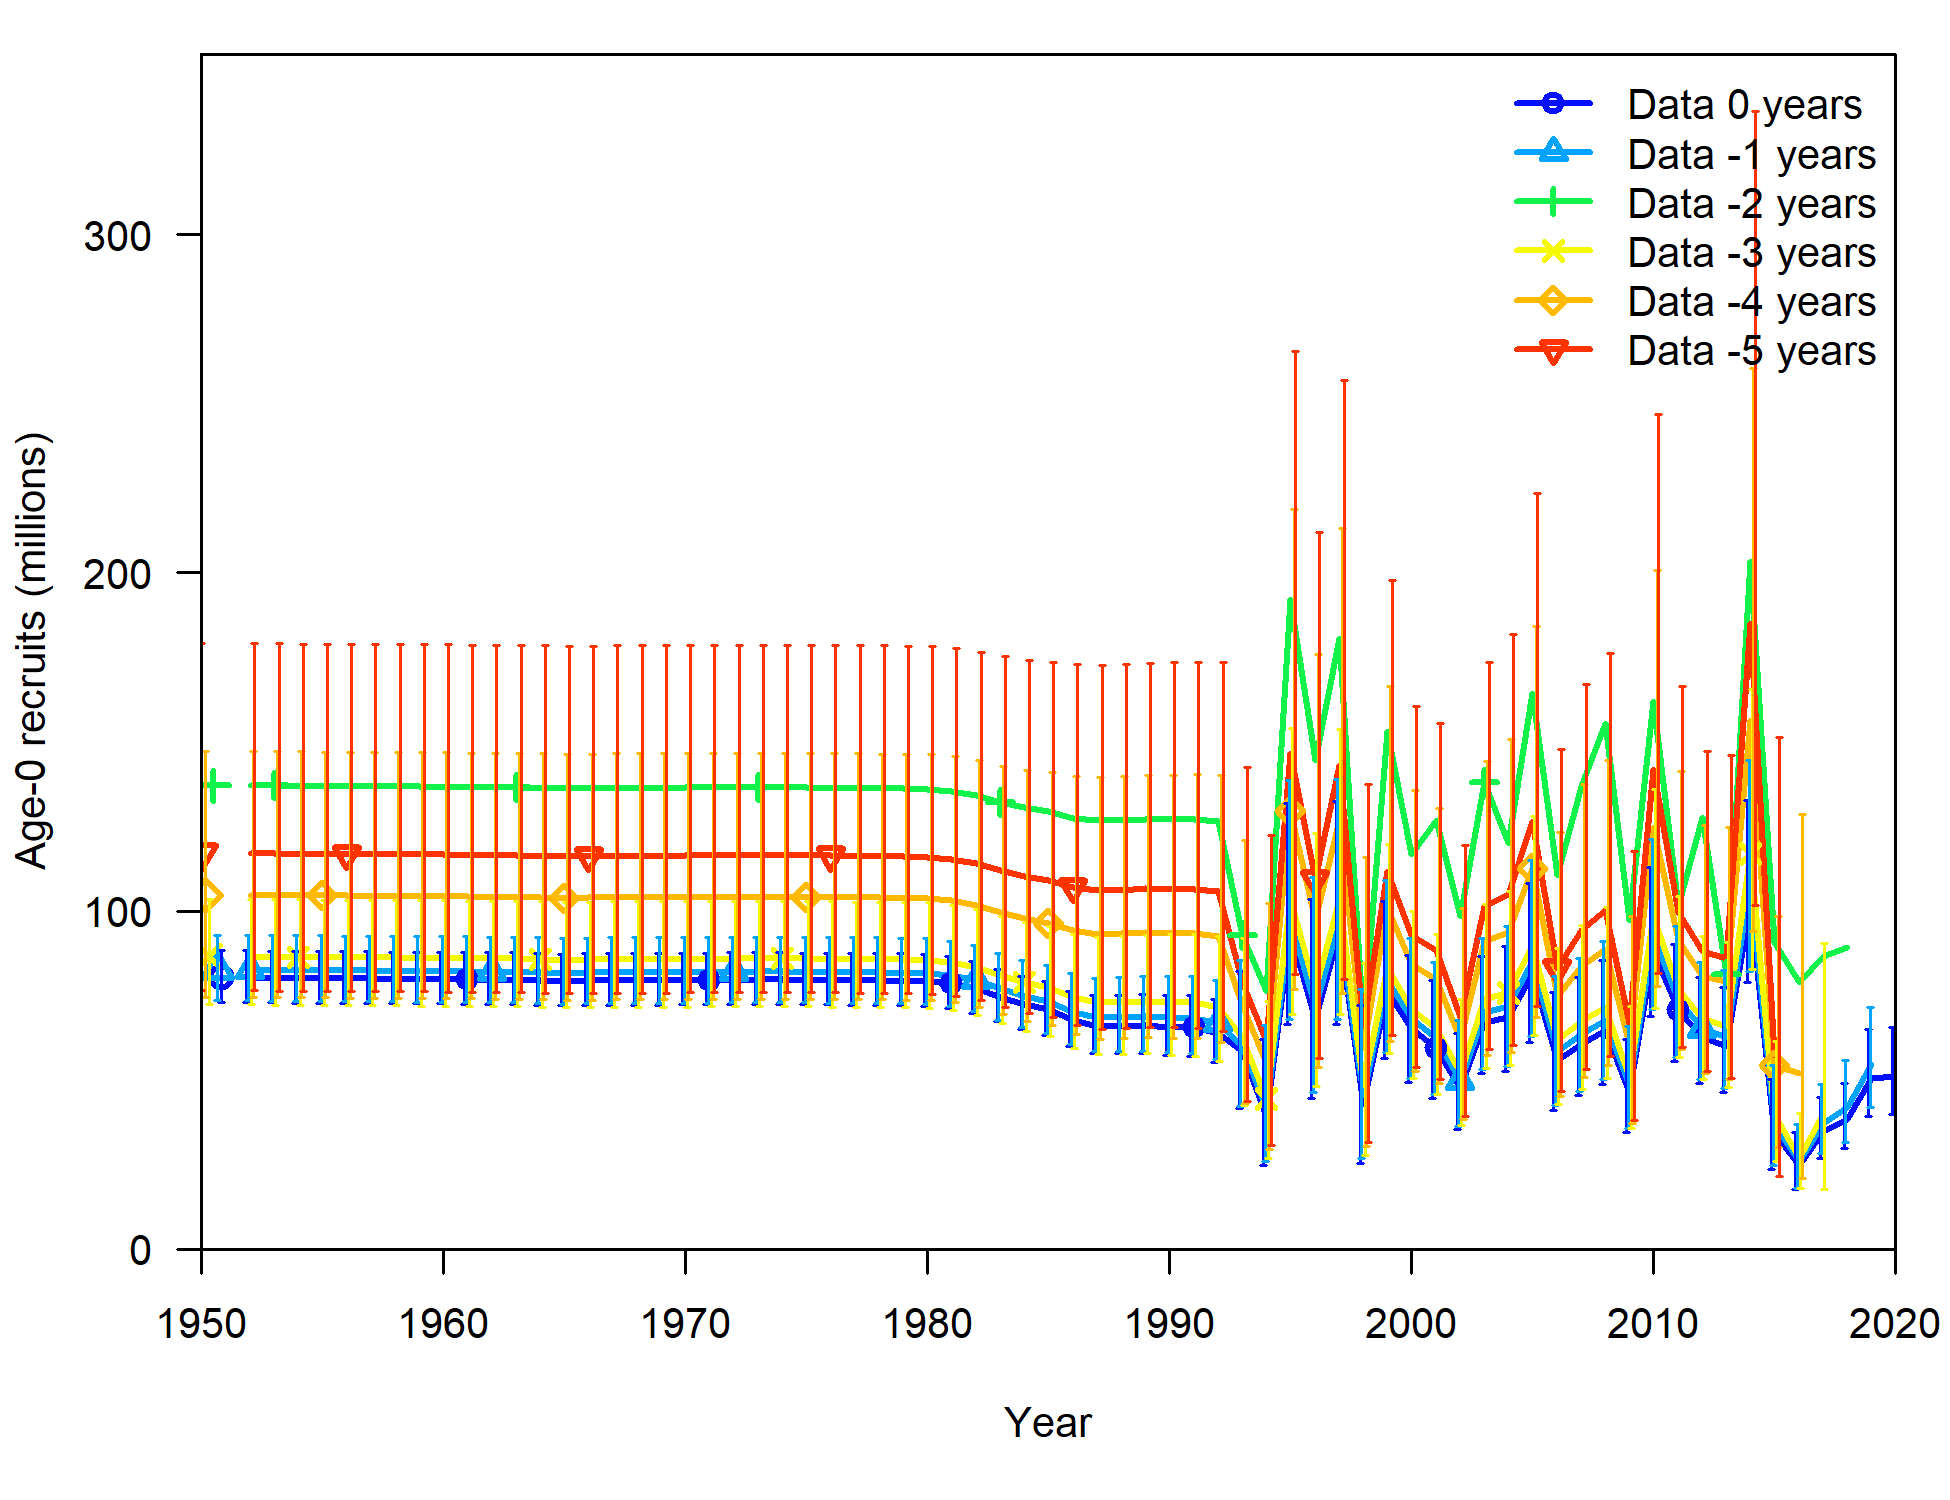 Data 0 years
Data -1 years
Data -2 years
Data -3 years
Data -4 years
Data -5 years
Age-0 recruits (millions)
300
200
100
0
1950 1960 1970 1980 1990 2000 2010 2020
Year